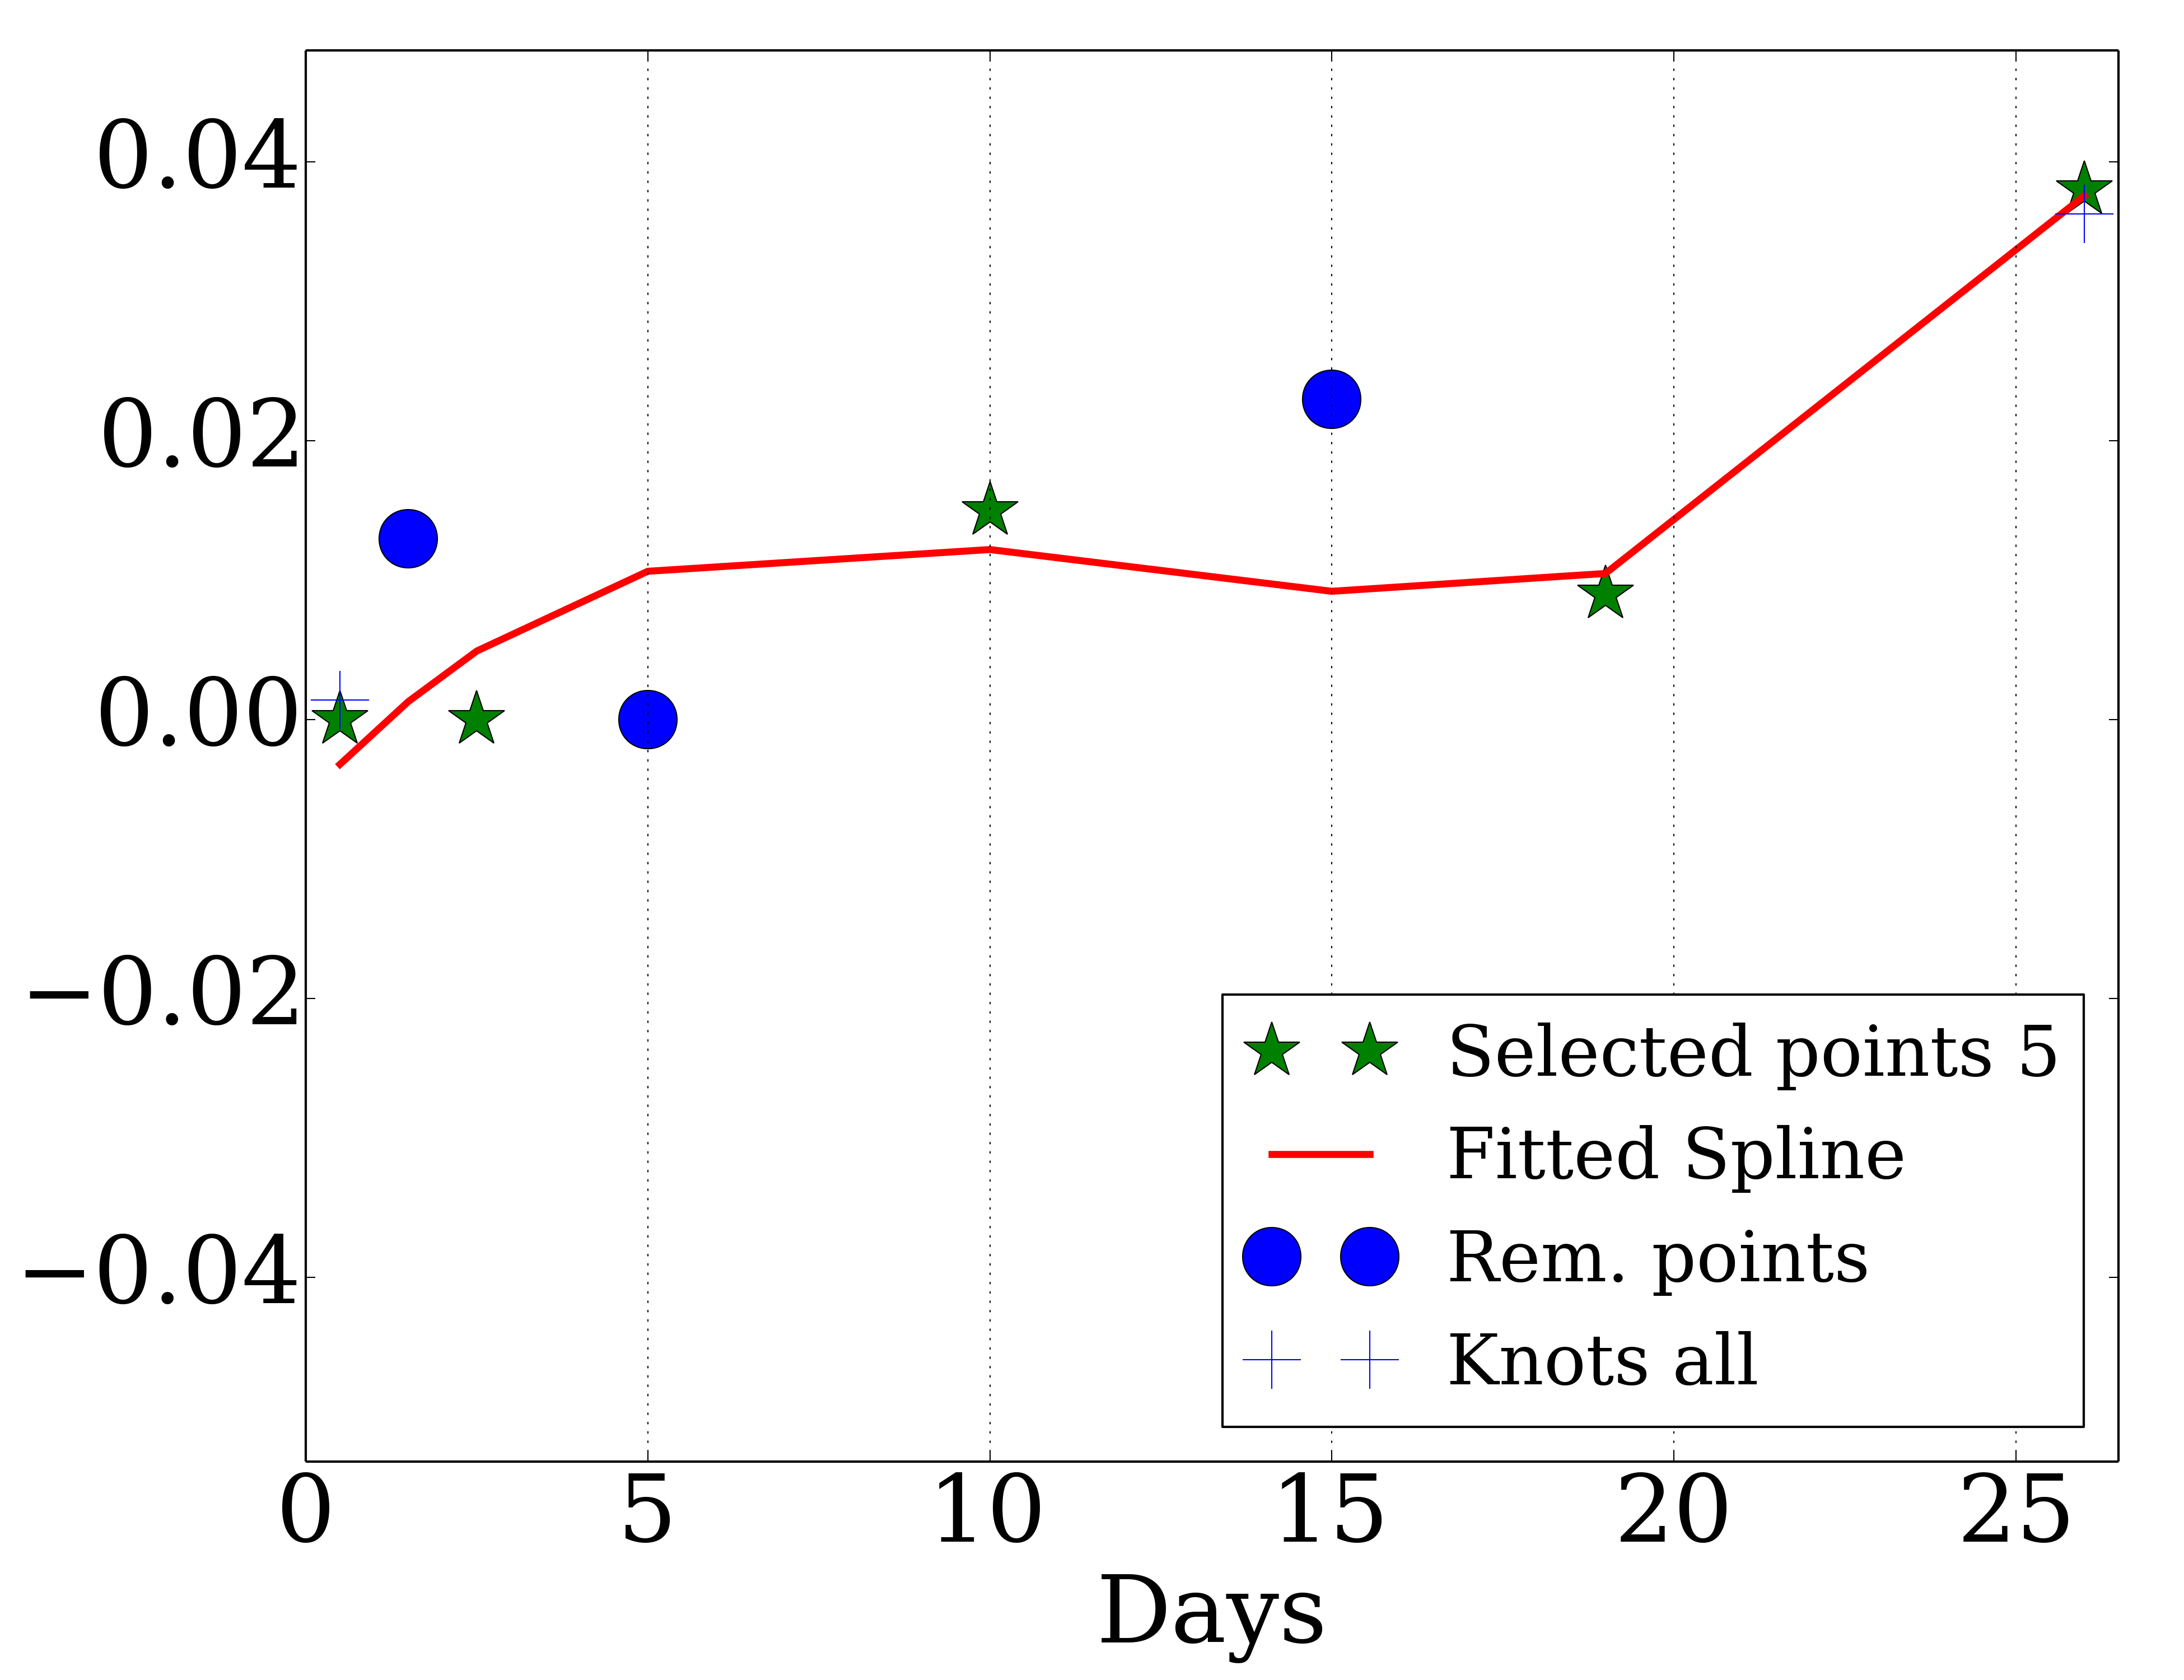 0.04
0.02
0.00
−0.02
−0.04
Selected points 5
Fitted Spline
Rem. points
Knots all
0 5 10 15 20 25
Days